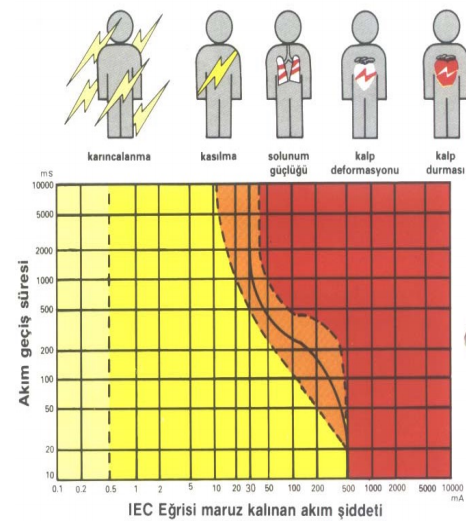 karıncalanma kasılma solunum güçlüğü kalp deformasyonu kalp durması
mS
10000
5000
2000
1000
500
200
100
50
20
10
Akım geçiş süresi
0.1 0.2 0.5 1 2 5 10 20 30 50 100 200 500 1000 2000 5000 10000
mA
IEC Eğrisi maruz kalınan akım şiddeti